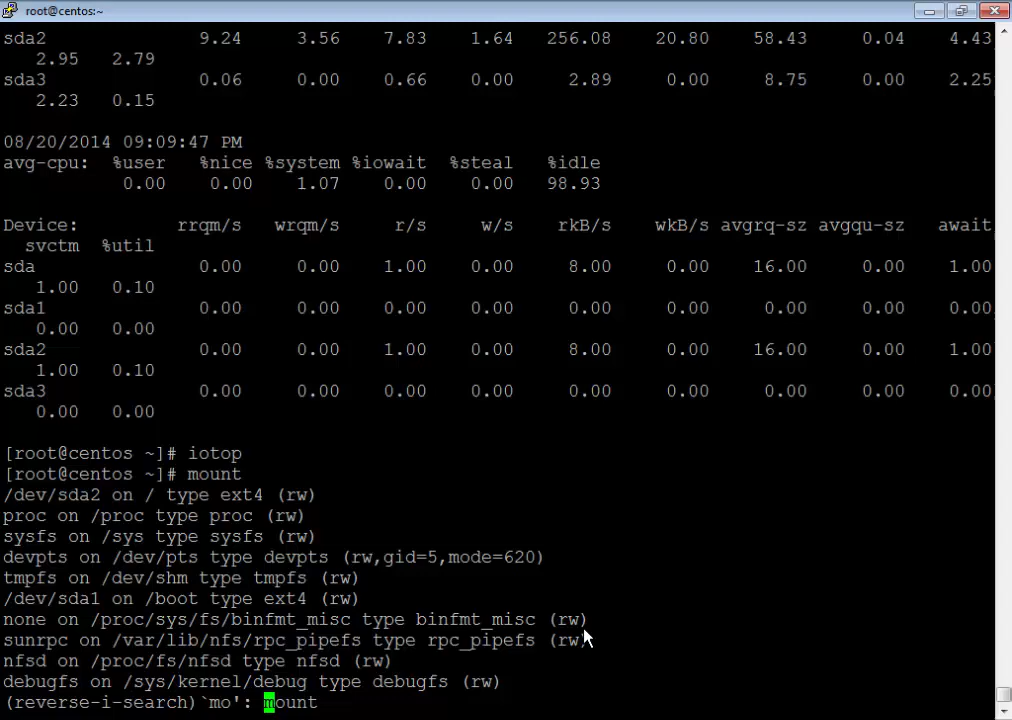 root@centos:~
sda2 9.24 3.56 7.83 1.64 256.08 20.80 58.43 0.04 4.43
2.95 2.79
sda3 0.06 0.00 0.66 0.00 2.89 0.00 8.75 0.00 2.25
2.23 0.15
08/20/2014 09:09:47 PM
avg-cpu: %user %nice %system %iowait %steal %idle
0.00 0.00 1.07 0.00 0.00 98.93
Device: rrqm/s wrqm/s r/s w/s rkB/s wkB/s avgrq-sz avgqu-sz await
svctm %util
sda 0.00 0.00 1.00 0.00 8.00 0.00 16.00 0.00 1.00
1.00 0.10
sda1 0.00 0.00 0.00 0.00 0.00 0.00 0.00 0.00 0.00
0.00 0.00
sda2 0.00 0.00 1.00 0.00 8.00 0.00 16.00 0.00 1.00
1.00 0.10
sda3 0.00 0.00 0.00 0.00 0.00 0.00 0.00 0.00 0.00
0.00 0.00
[root@centos ~]# iotop
[root@centos ~]# mount
/dev/sda2 on / type ext4 (rw)
proc on /proc type proc (rw)
sysfs on /sys type sysfs (rw)
devpts on /dev/pts type devpts (rw,gid=5,mode=620)
tmpfs on /dev/shm type tmpfs (rw)
/dev/sda1 on /boot type ext4 (rw)
none on /proc/sys/fs/binfmt_misc type binfmt_misc (rw)
sunrpc on /var/lib/nfs/rpc_pipefs type rpc_pipefs (rw)
nfsd on /proc/fs/nfsd type nfsd (rw)
debugfs on /sys/kernel/debug type debugfs (rw)
(reverse-i-search)`mo': mount